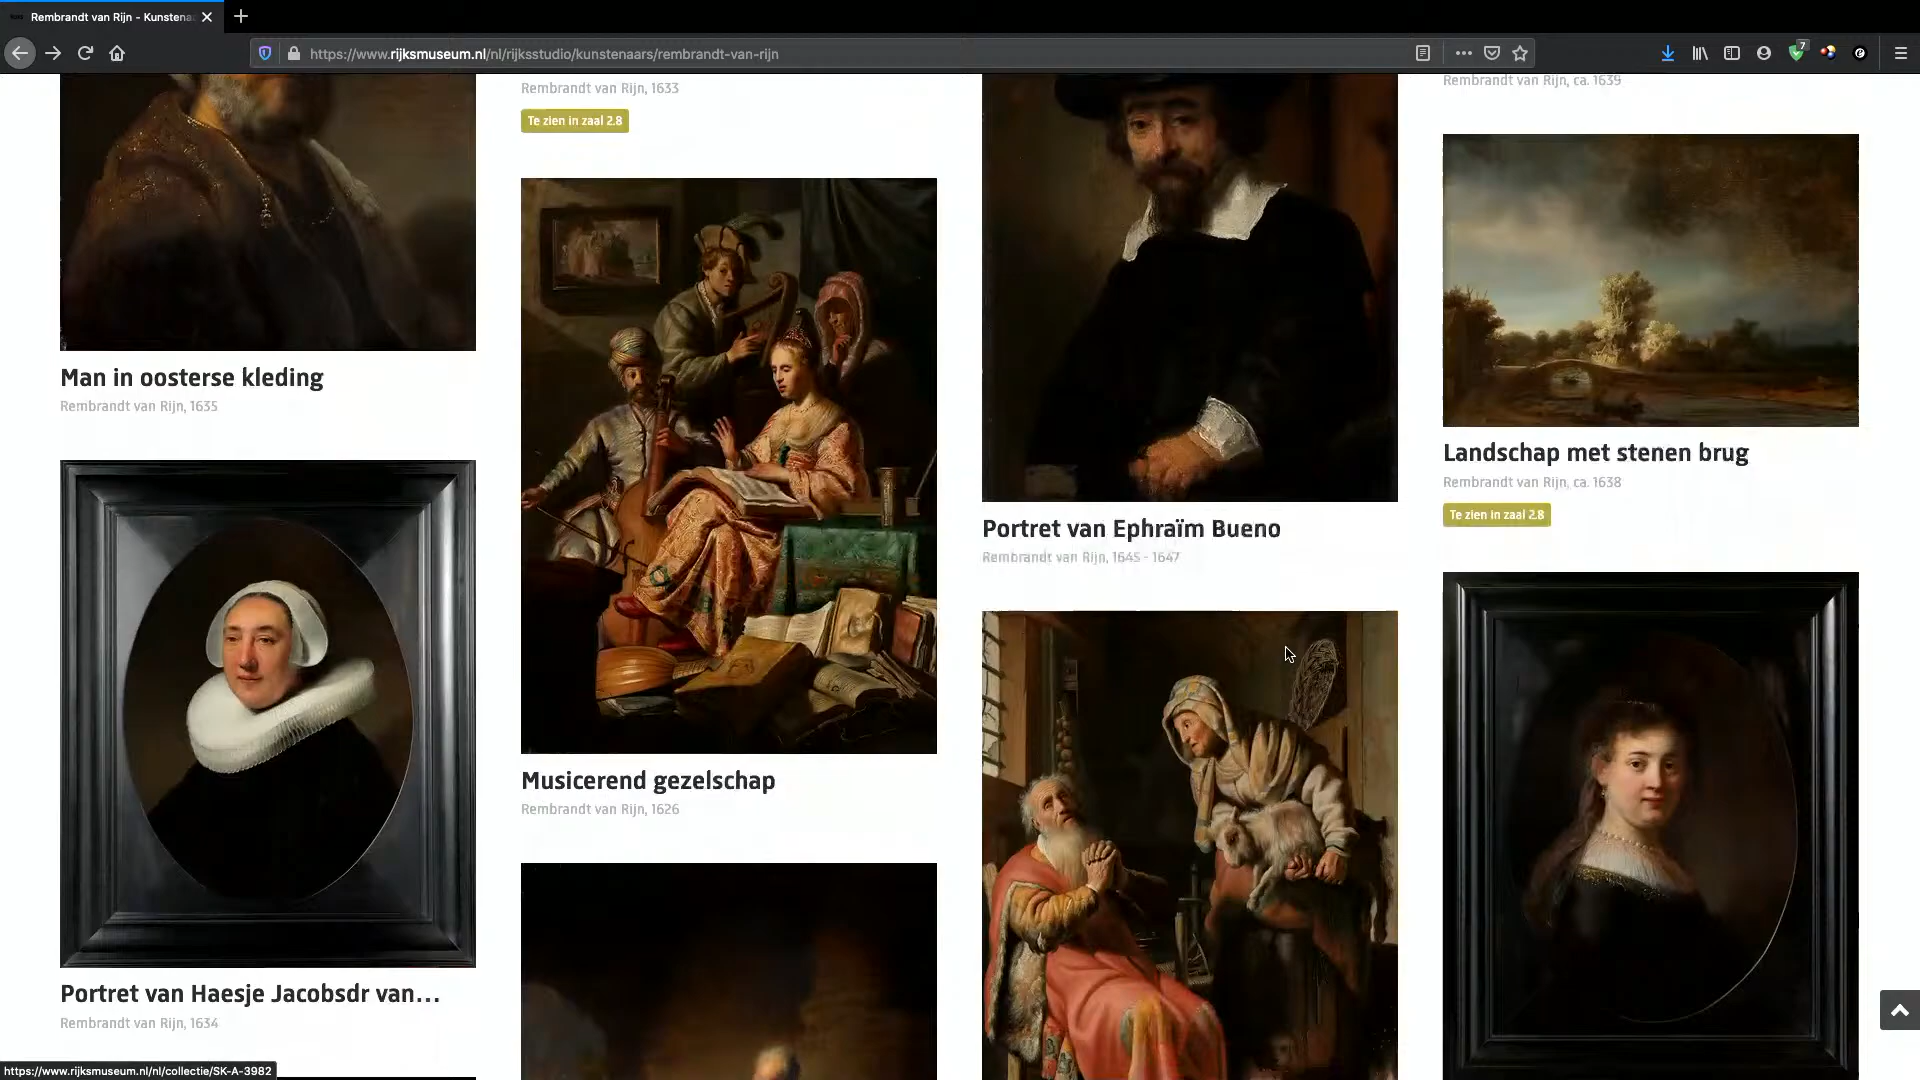 Rembrandt van Rijn - Kunstena
https://www.rijksmuseum.nl/nl/rijksstudio/kunstenaars/rembrandt-van-rijn
7
Man in oosterse kleding
Rembrandt van Rijn, 1635
Portret van Haesje Jacobsdr van...
Rembrandt van Rijn, 1634
Rembrandt van Rijn, 1633
Te zien in zaal 2.8
Musicerend gezelschap
Rembrandt van Rijn, 1626
Portret van Ephraïm Bueno
Rembrandt van Rijn, 1645 - 1647
Rembrandt van Rijn, ca. 1639
Landschap met stenen brug
Rembrandt van Rijn, ca. 1638
Te zien in zaal 2.8
https://www.rijksmuseum.nl/nl/collectie/SK-A-3982